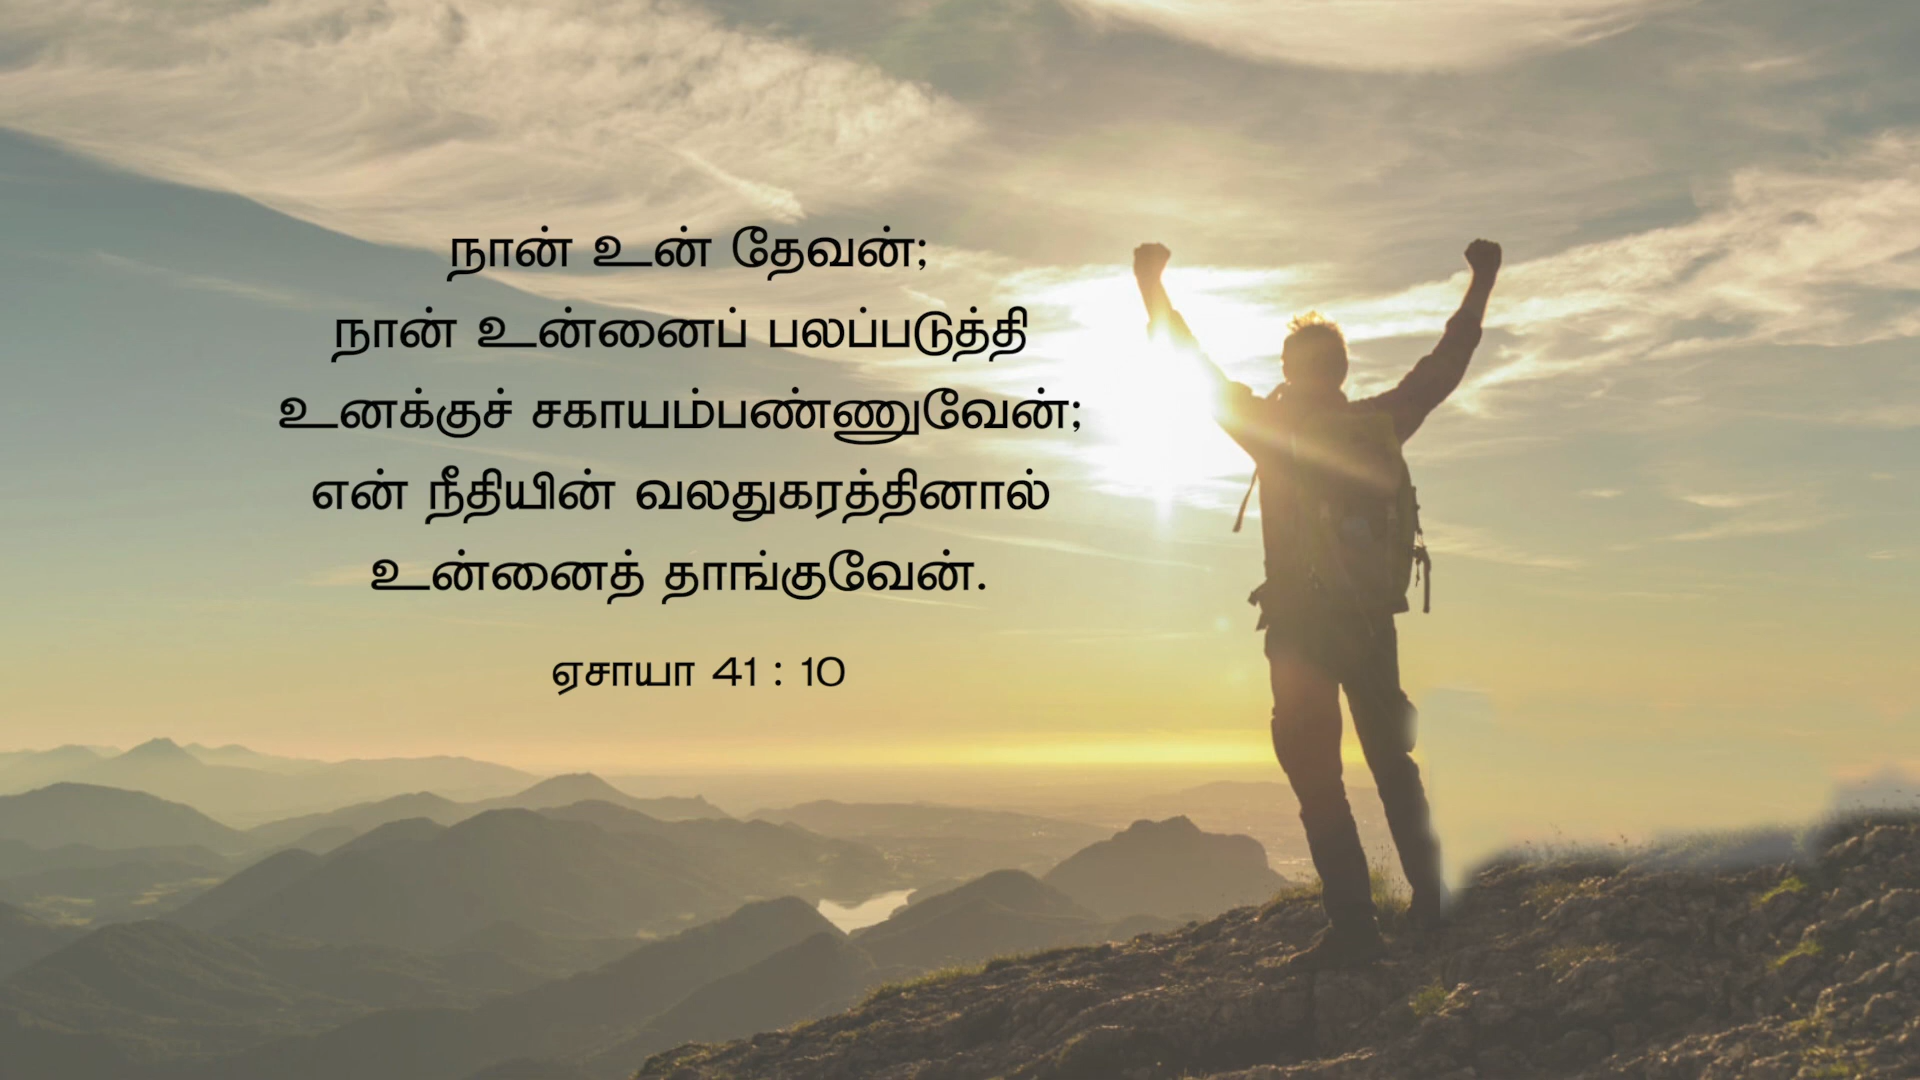 நான் உன் தேவன்;
நான் உன்னைப் பலப்படுத்தி
உனக்குச் சகாயம்பண்ணுவேன்;
என் நீதியின் வலதுகரத்தினால்
உன்னைத் தாங்குவேன்.
ஏசாயா 41 : 10